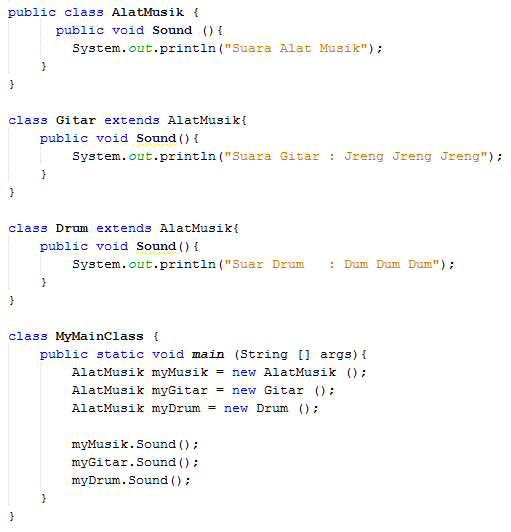 public class AlatMusik {
public void Sound (){
System.out.println("Suara Alat Musik");
}
}
class Gitar extends AlatMusik{
public void Sound(){
System.out.println("Suara Gitar : Jreng Jreng Jreng");
}
}
class Drum extends AlatMusik{
public void Sound(){
System.out.println("Suar Drum   : Dum Dum Dum");
}
}
class MyMainClass {
public static void main (String [] args){
AlatMusik myMusik = new AlatMusik ();
AlatMusik myGitar = new Gitar ();
AlatMusik myDrum = new Drum ();
myMusik.Sound();
myGitar.Sound();
myDrum.Sound();
}
}